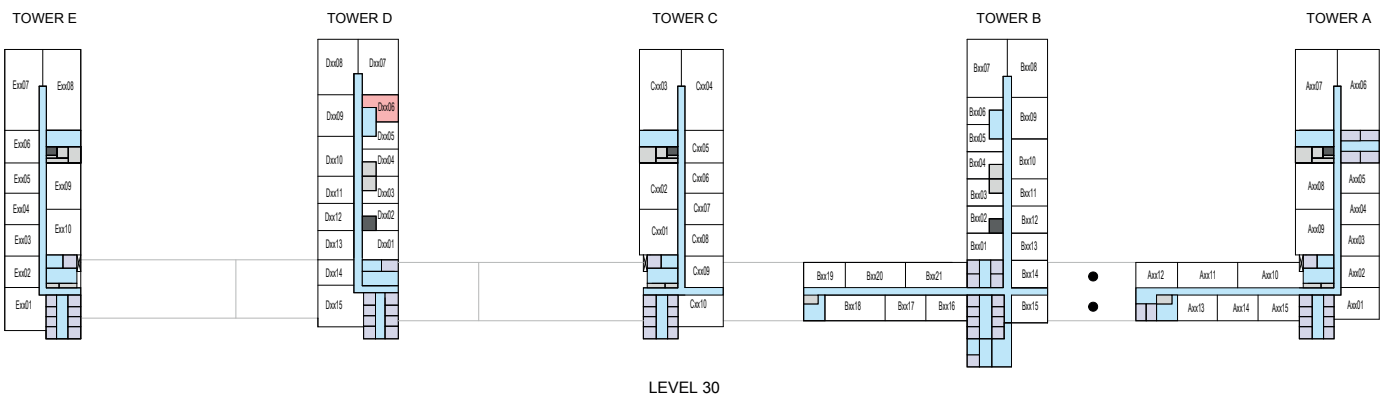 TOWER E
TOWER D
TOWER C
TOWER B
TOWER A
Exx07
Exx08
Exx06
Exx05
Exx09
Exx04
Exx03
Exx10
Exx02
Exx01
Dxx08
Dxx07
Dxx09
Dxx06
Dxx05
Dxx10
Dxx04
Dxx11
Dxx03
Dxx12
Dxx02
Dxx13
Dxx01
Dxx14
Dxx15
Cxx03
Cxx04
Cxx05
Cxx02
Cxx06
Cxx07
Cxx01
Cxx08
Cxx09
Cxx10
Bxx07
Bxx08
Bxx06
Bxx09
Bxx05
Bxx04
Bxx10
Bxx03
Bxx11
Bxx02
Bxx12
Bxx01
Bxx13
Bxx19
Bxx20
Bxx21
Bxx14
Bxx18
Bxx17
Bxx16
Bxx15
Axx07
Axx06
Axx08
Axx05
Axx04
Axx09
Axx03
Axx12
Axx11
Axx10
Axx02
Axx13
Axx14
Axx15
Axx01
LEVEL 30